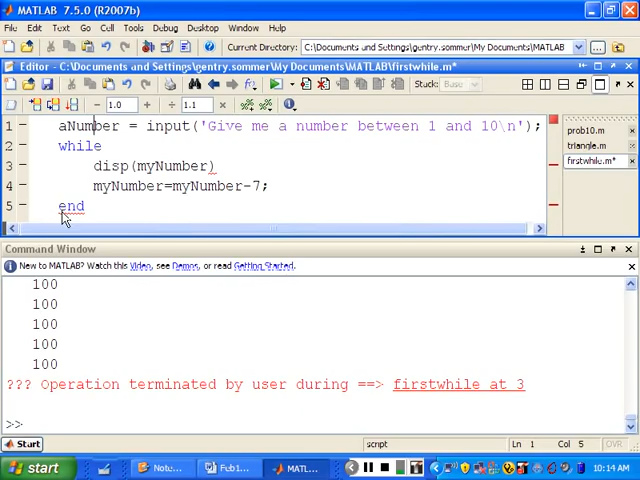 MATLAB 7.5.0 (R2007b)
File Edit Text Go Cell Tools Debug Desktop Window Help
Current Directory: C:\Documents and Settings\gentry.sommer\My Documents\MATLAB
Editor - C:\Documents and Settings\gentry.sommer\My Documents\MATLAB\firstwhile.m*
Stack: Base
1.0 1.1
1 aNumber = input('Give me a number between 1 and 10\n');
2 while
3 disp(myNumber)
4 myNumber=myNumber-7;
5 end
prob10.m
triangle.m
firstwhile.m*
Command Window
New to MATLAB? Watch this Video, see Demos, or read Getting Started.
100
100
100
100
100
??? Operation terminated by user during ==> firstwhile at 3
>>
Start
script
Ln 1 Col 5 OVR
start
Note...
Feb1...
MATL...
10:14 AM